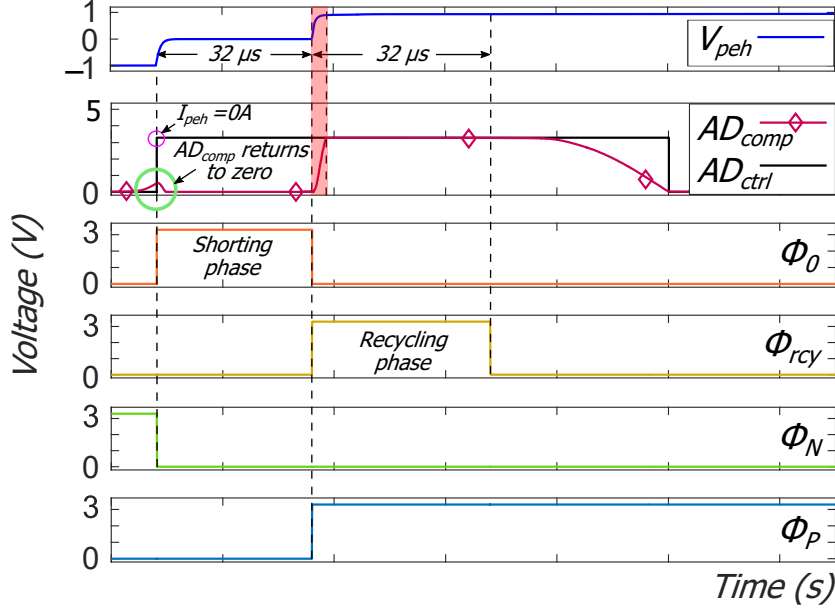 1
0
−1
32 μs
32 μs
V_peh
5
0
I_peh =0A
AD_comp returns
to zero
AD_comp
AD_ctrl
3
0
Shorting
phase
Φ_0
3
0
Recycling
phase
Φ_rcy
3
0
Φ_N
3
0
Φ_P
Voltage (V)
Time (s)